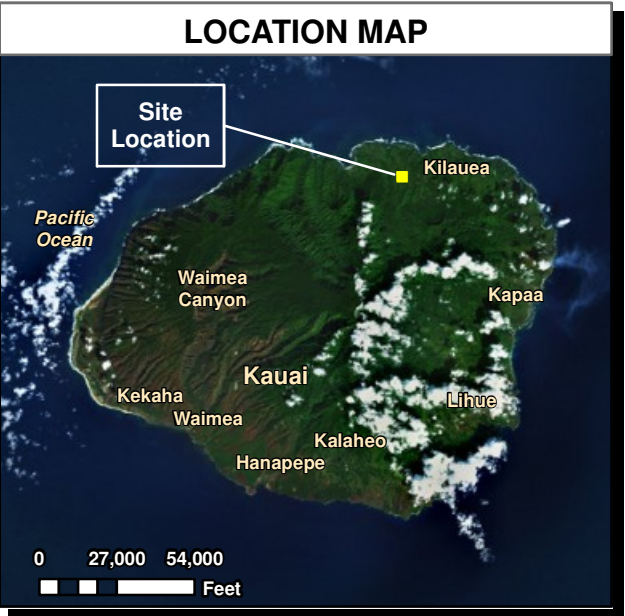 LOCATION MAP
Site
Location
Kilauea
Pacific
Ocean
Waimea
Canyon
Kapaa
Kauai
Kekaha
Lihue
Waimea
Kalaheo
Hanapepe
0 27,000 54,000
Feet